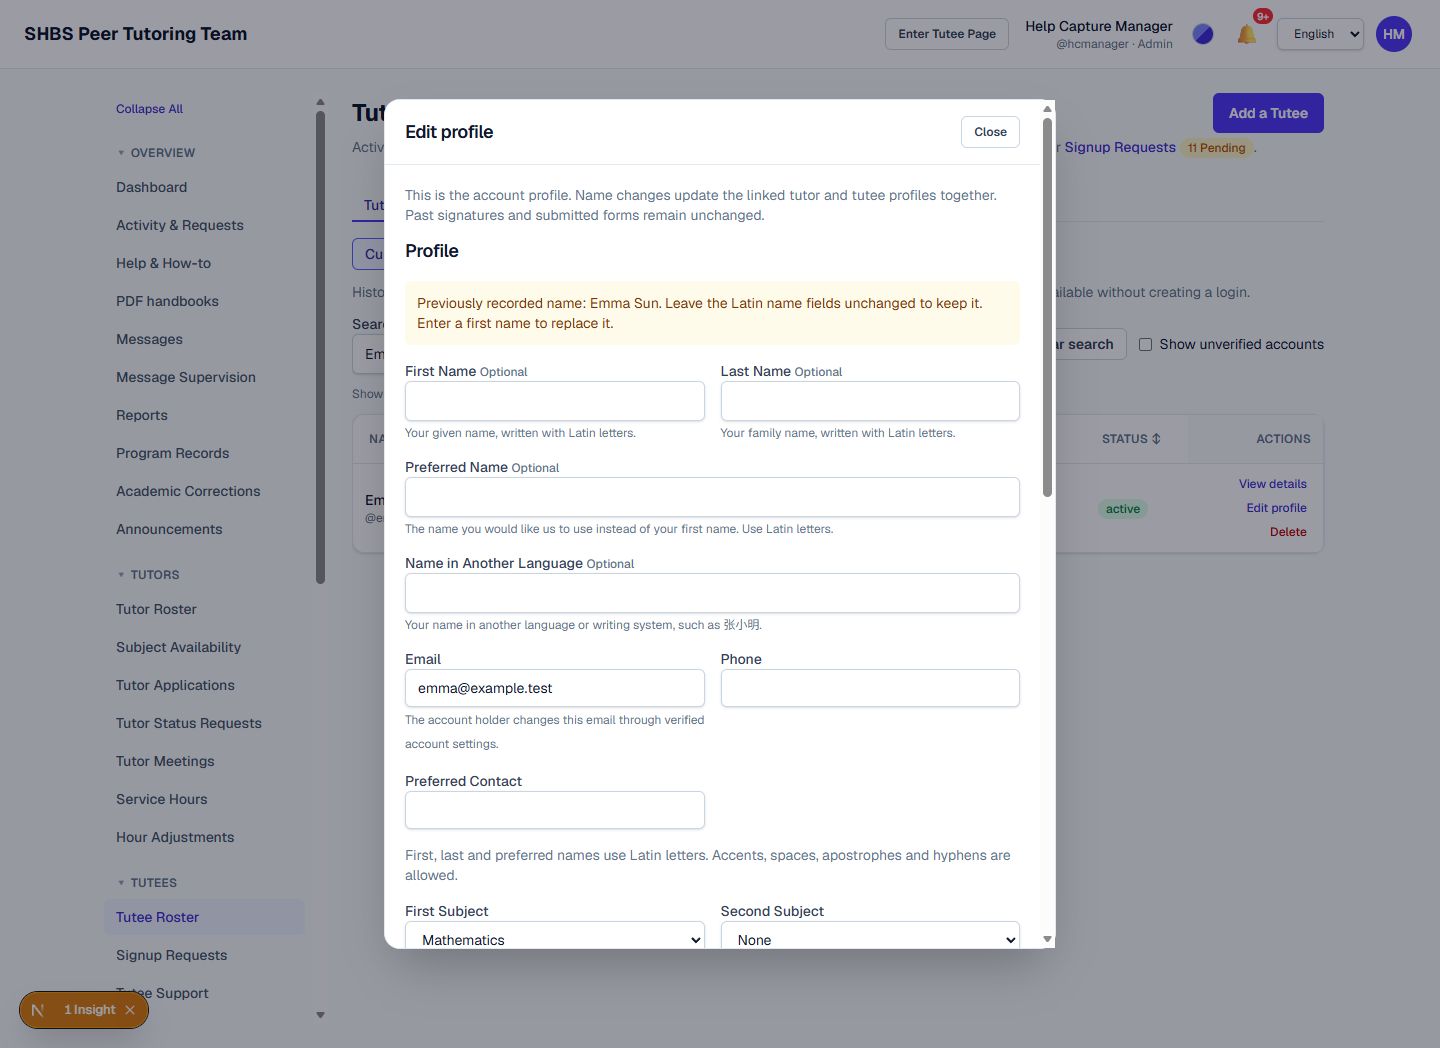 SHBS Peer Tutoring Team
Enter Tutee Page
Help Capture Manager
@hcmanager · Admin
9+
English
HM
Collapse All
OVERVIEW
Dashboard
Activity & Requests
Help & How-to
PDF handbooks
Messages
Message Supervision
Reports
Program Records
Academic Corrections
Announcements
TUTORS
Tutor Roster
Subject Availability
Tutor Applications
Tutor Status Requests
Tutor Meetings
Service Hours
Hour Adjustments
TUTEES
Tutee Roster
Signup Requests
Tutee Support
1 Insight
Add a Tutee
Signup Requests 11 Pending.
ilable without creating a login.
search
Show unverified accounts
STATUS
ACTIONS
active
View details
Edit profile
Delete
Edit profile
Close
This is the account profile. Name changes update the linked tutor and tutee profiles together.
Past signatures and submitted forms remain unchanged.
Profile
Previously recorded name: Emma Sun. Leave the Latin name fields unchanged to keep it.
Enter a first name to replace it.
First Name Optional
Last Name Optional
Your given name, written with Latin letters.
Your family name, written with Latin letters.
Preferred Name Optional
The name you would like us to use instead of your first name. Use Latin letters.
Name in Another Language Optional
Your name in another language or writing system, such as 张小明.
Email
Phone
emma@example.test
The account holder changes this email through verified
account settings.
Preferred Contact
First, last and preferred names use Latin letters. Accents, spaces, apostrophes and hyphens are
allowed.
First Subject
Second Subject
Mathematics
None